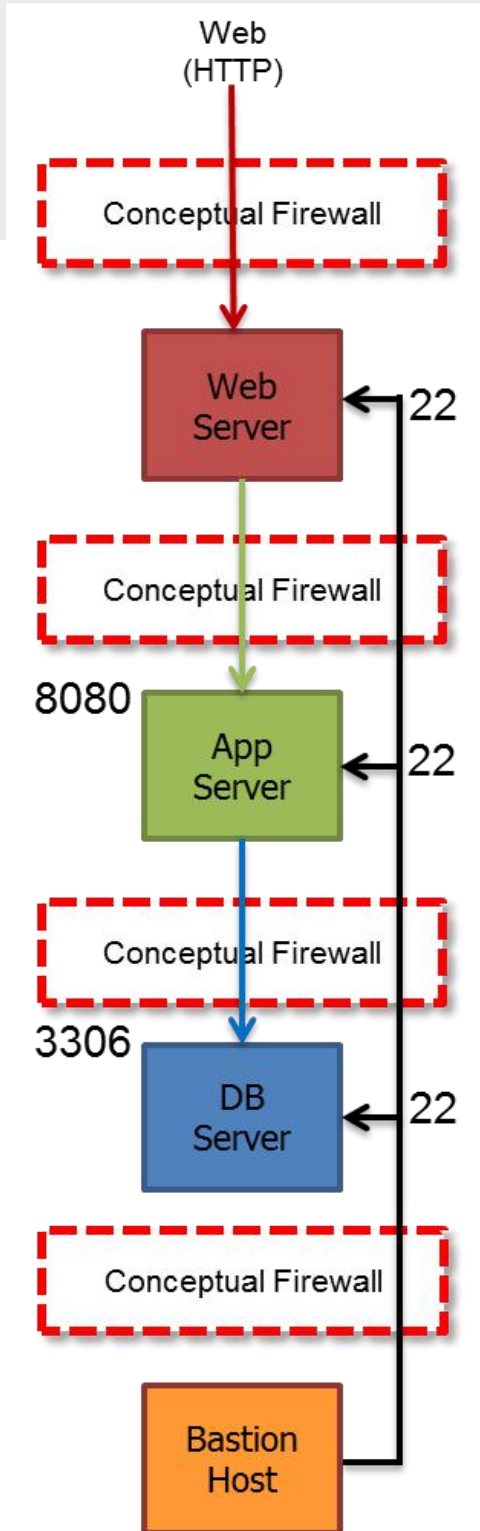 Web
(HTTP)
Conceptual Firewall
Web
Server
22
Conceptual Firewall
8080
App
Server
22
Conceptual Firewall
3306
DB
Server
22
Conceptual Firewall
Bastion
Host